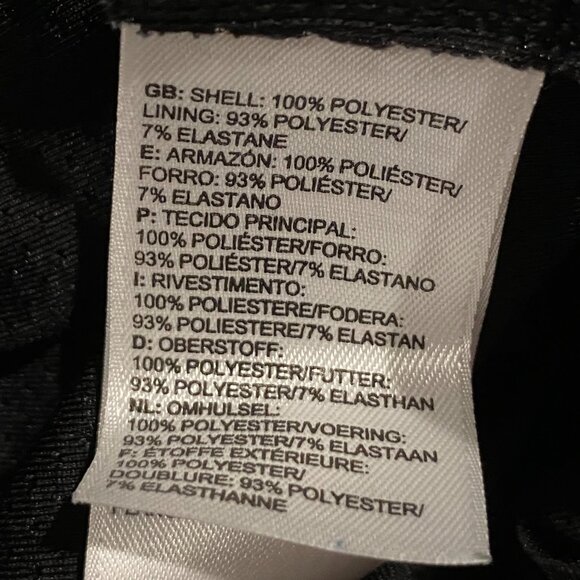 GB: SHELL: 100% POLYESTER/
LINING: 93% POLYESTER/
7% ELASTANE
E: ARMAZÓN: 100% POLIÉSTER/
FORRO: 93% POLIÉSTER/
7% ELASTANO
P: TECIDO PRINCIPAL:
100% POLIÉSTER/FORRO:
93% POLIÉSTER/7% ELASTANO
I: RIVESTIMENTO:
100% POLIESTERE/FODERA:
93% POLIESTERE/7% ELASTAN
D: OBERSTOFF:
100% POLYESTER/FUTTER:
93% POLYESTER/7% ELASTHAN
NL: OMHULSEL:
100% POLYESTER/VOERING:
93% POLYESTER/7% ELASTAAN
F: ÉTOFFE EXTÉRIEURE:
100% POLYESTER/
DOUBLURE: 93% POLYESTER/
7% ELASTHANNE